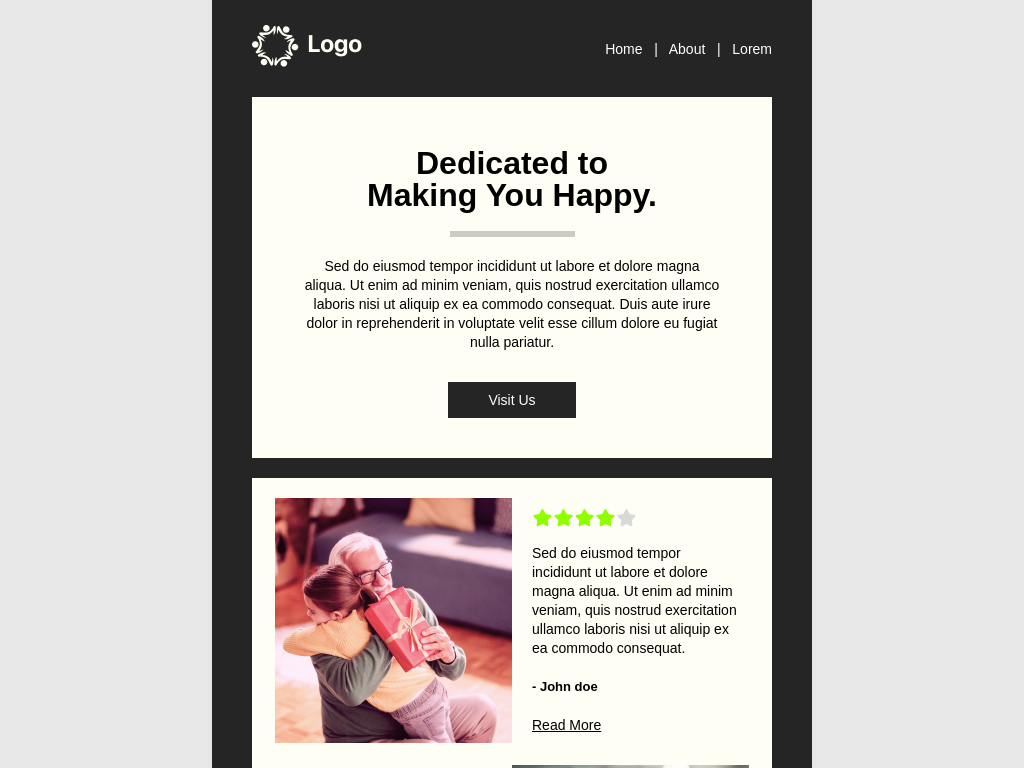 Logo
Home | About | Lorem
Dedicated to
Making You Happy.
Sed do eiusmod tempor incididunt ut labore et dolore magna
aliqua. Ut enim ad minim veniam, quis nostrud exercitation ullamco
laboris nisi ut aliquip ex ea commodo consequat. Duis aute irure
dolor in reprehenderit in voluptate velit esse cillum dolore eu fugiat
nulla pariatur.
Visit Us
Sed do eiusmod tempor
incididunt ut labore et dolore
magna aliqua. Ut enim ad minim
veniam, quis nostrud exercitation
ullamco laboris nisi ut aliquip ex
ea commodo consequat.
- John doe
Read More